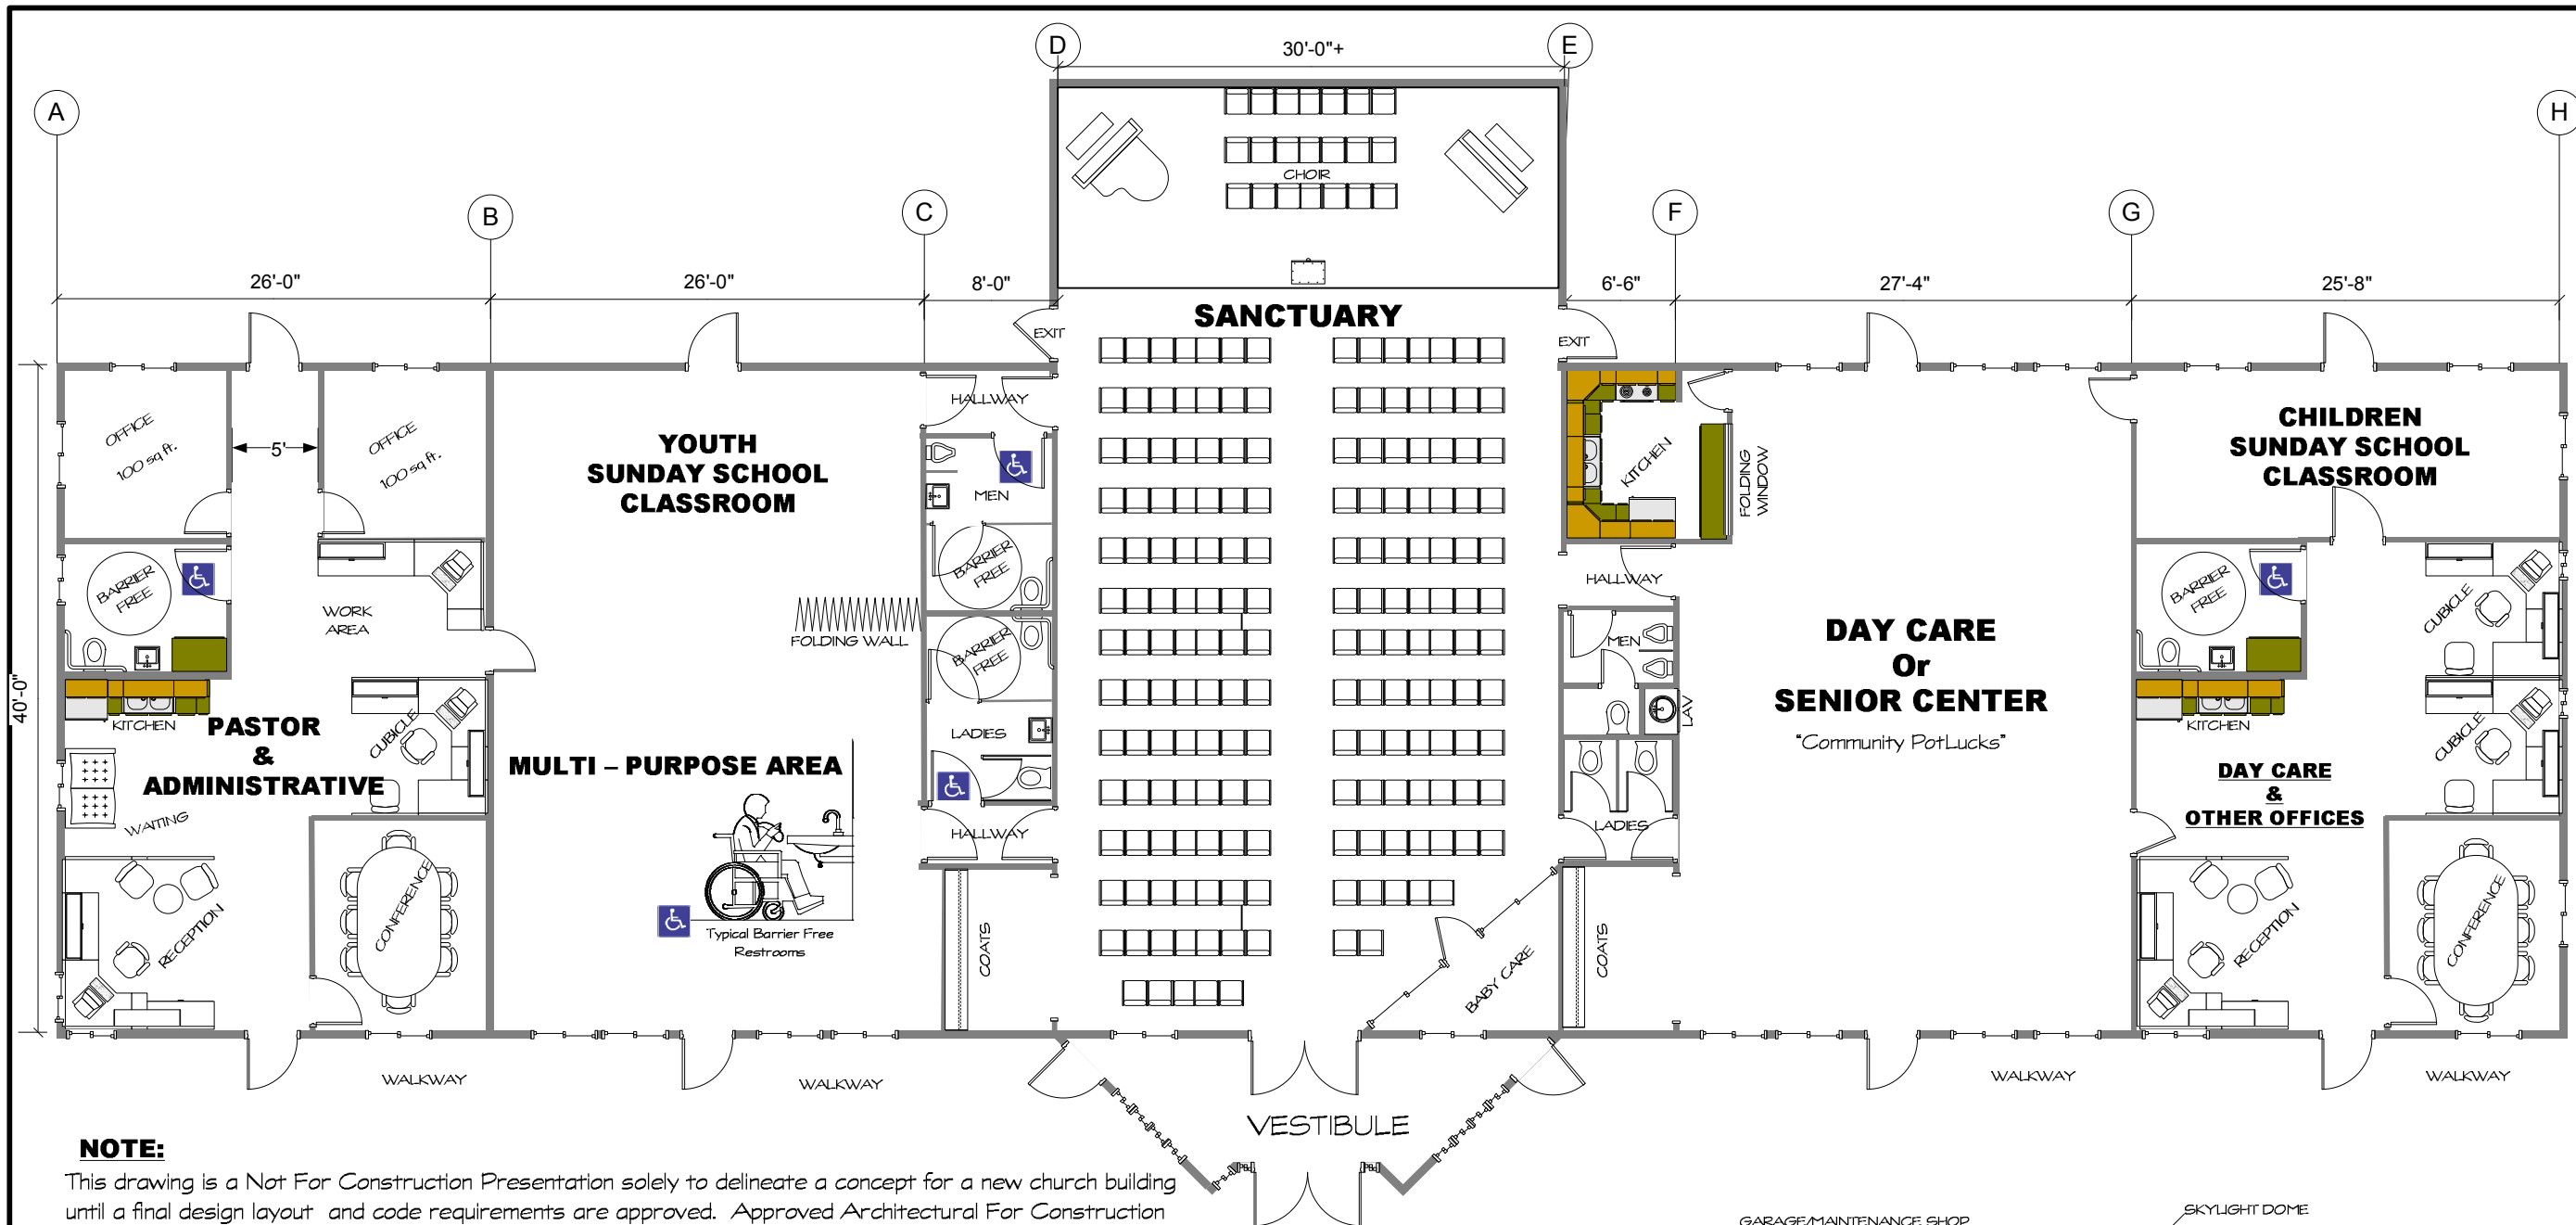 D
30'-0"+
E
A
H
B
C
F
G
CHOIR
26'-0"
26'-0"
8'-0"
6'-6"
27'-4"
25'-8"
SANCTUARY
EXIT
EXIT
HALLWAY
OFFICE
100 sq ft.
5'
OFFICE
100 sq ft.
YOUTH
SUNDAY SCHOOL
CLASSROOM
MEN
KITCHEN
FOLDING
WINDOW
CHILDREN
SUNDAY SCHOOL
CLASSROOM
BARRIER
FREE
BARRIER
FREE
HALLWAY
BARRIER
FREE
WORK
AREA
FOLDING WALL
BARRIER
FREE
MEN
CUBICLE
DAY CARE
Or
SENIOR CENTER
"Community PotLucks"
40'-0"
KITCHEN
PASTOR
&
ADMINISTRATIVE
CUBICLE
LADIES
LAV
KITCHEN
CUBICLE
MULTI – PURPOSE AREA
DAY CARE
&
OTHER OFFICES
WAITING
HALLWAY
LADIES
RECEPTION
CONFERENCE
Typical Barrier Free
Restrooms
COATS
BABY CARE
COATS
RECEPTION
CONFERENCE
WALKWAY
WALKWAY
WALKWAY
WALKWAY
VESTIBULE
NOTE:
This drawing is a Not For Construction Presentation solely to delineate a concept for a new church building
until a final design layout and code requirements are approved. Approved Architectural For Construction
SKYLIGHT DOME
GARAGE/MAINTENANCE SHOP